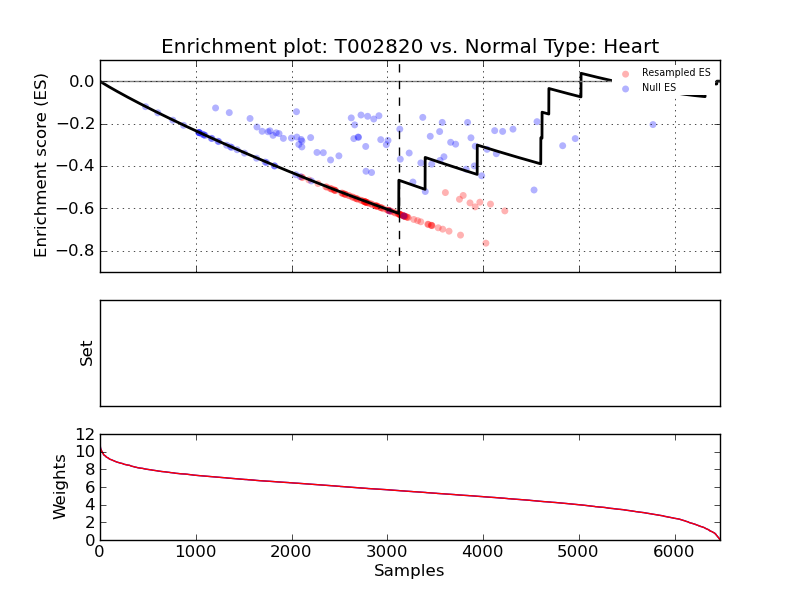 Enrichment plot: T002820 vs. Normal Type: Heart
Enrichment score (ES)
0.0
−0.2
−0.4
−0.6
−0.8
Resampled ES
Null ES
Set
Weights
12
10
8
6
4
2
0
0 1000 2000 3000 4000 5000 6000
Samples